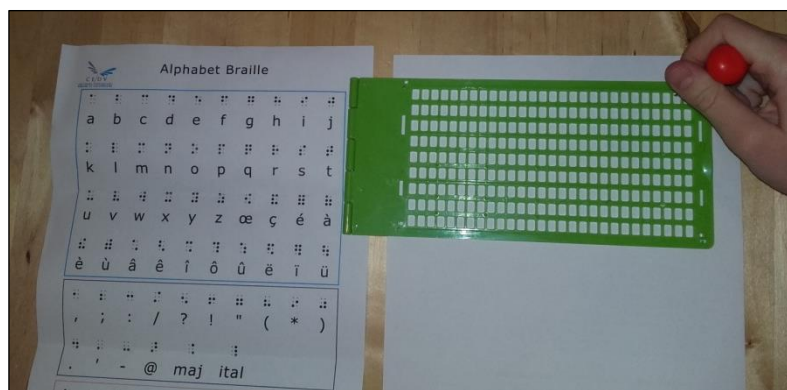 Alphabet Braille
a b c d e f g h i j
k l m n o p q r s t
u v w x y z œ ç é à
è ù â ê î ô û ë ï ü
, ; : / ? ! " ( * )
. ' - @ maj ital